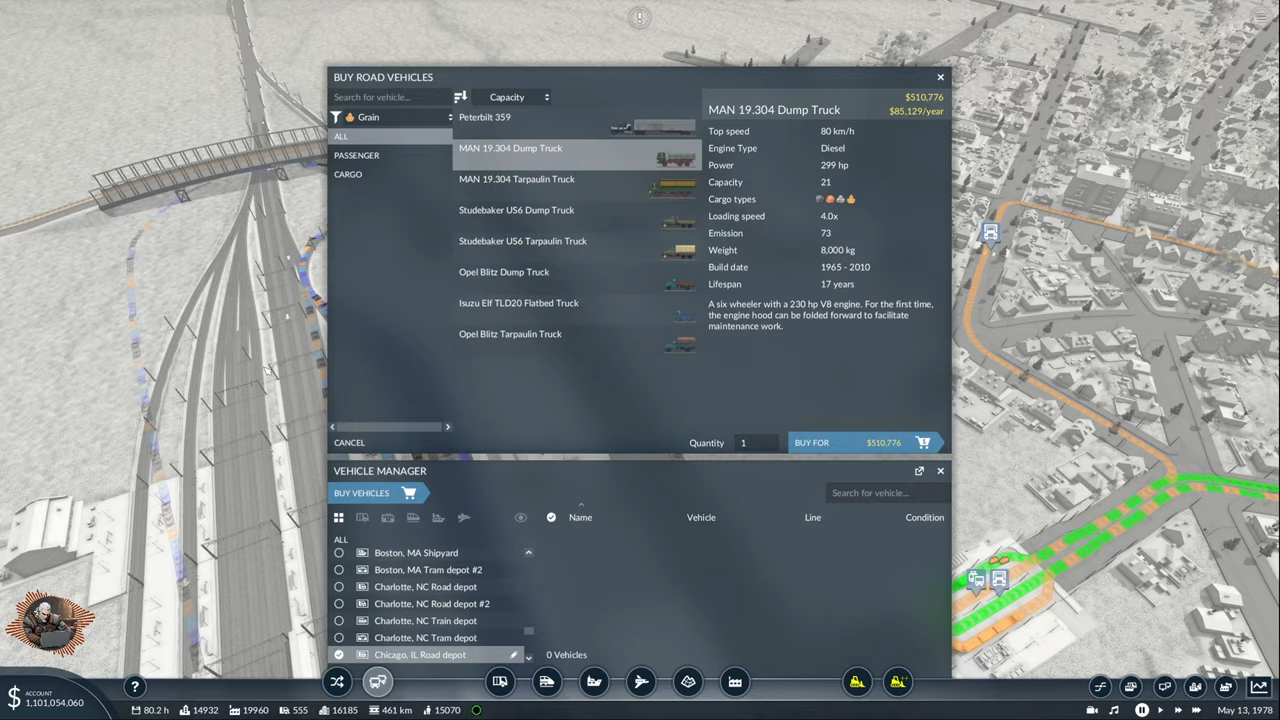 BUY ROAD VEHICLES
Search for vehicle...
Capacity
Grain
ALL
PASSENGER
CARGO
Peterbilt 359
MAN 19.304 Dump Truck
MAN 19.304 Tarpaulin Truck
Studebaker US6 Dump Truck
Studebaker US6 Tarpaulin Truck
Opel Blitz Dump Truck
Isuzu Elf TLD20 Flatbed Truck
Opel Blitz Tarpaulin Truck
$510,776
MAN 19.304 Dump Truck
$85,129/year
Top speed 80 km/h
Engine Type Diesel
Power 299 hp
Capacity 21
Cargo types
Loading speed 4.0x
Emission 73
Weight 8,000 kg
Build date 1965 - 2010
Lifespan 17 years
A six wheeler with a 230 hp V8 engine. For the first time,
the engine hood can be folded forward to facilitate
maintenance work.
CANCEL
Quantity 1
BUY FOR $510,776
VEHICLE MANAGER
BUY VEHICLES
Search for vehicle...
Name Vehicle Line Condition
ALL
Boston, MA Shipyard
Boston, MA Tram depot #2
Charlotte, NC Road depot
Charlotte, NC Road depot #2
Charlotte, NC Train depot
Charlotte, NC Tram depot
Chicago, IL Road depot
0 Vehicles
$ ACCOUNT
1,101,054,060
?
80.2 h 14932 19960 555 16185 461 km 15070
May 13, 1978